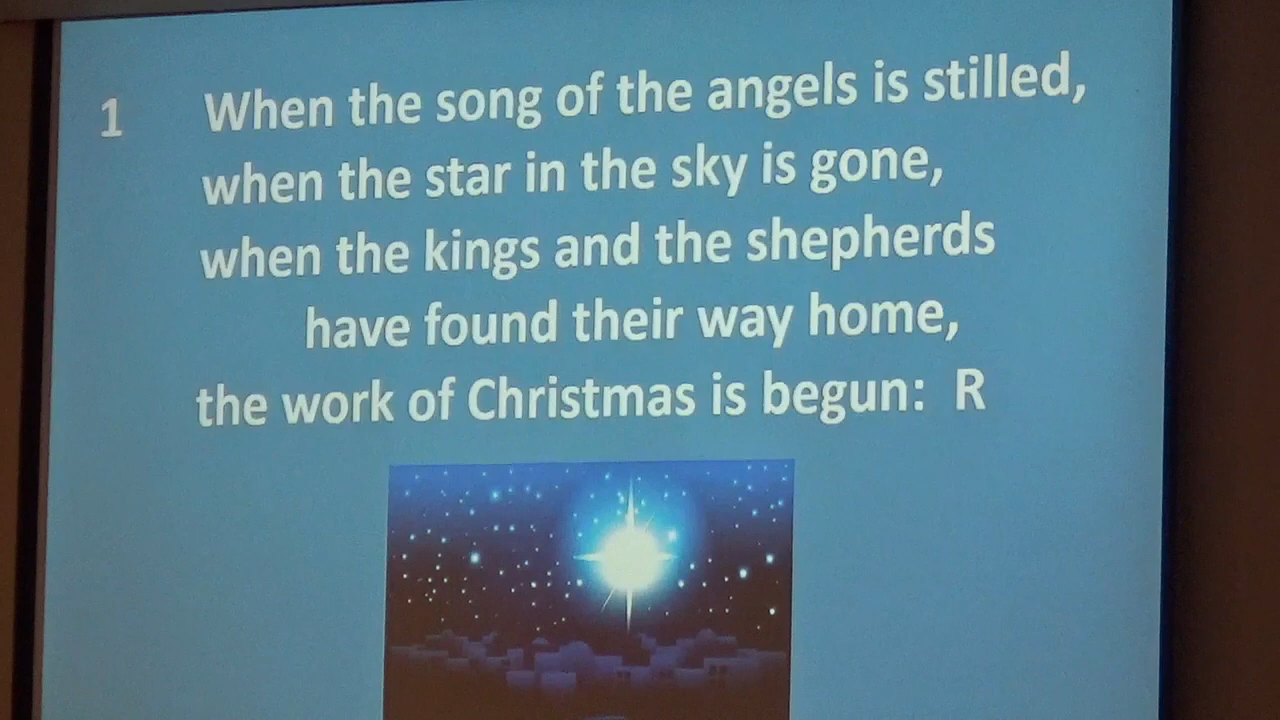 1 When the song of the angels is stilled,
when the star in the sky is gone,
when the kings and the shepherds
have found their way home,
the work of Christmas is begun: R